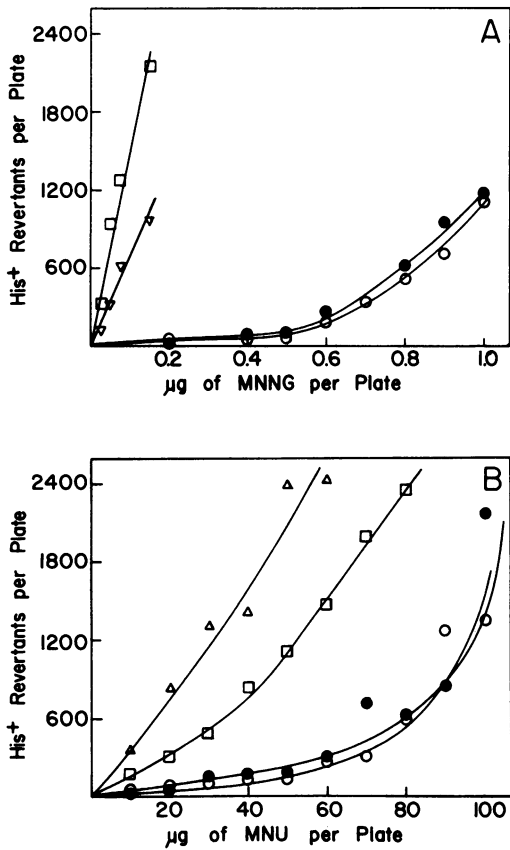 A
2400
1800
1200
600
His+ Revertants per Plate
0.2 0.4 0.6 0.8 1.0
μg of MNNG per Plate
B
2400
1800
1200
600
His+ Revertants per Plate
20 40 60 80 100
μg of MNU per Plate